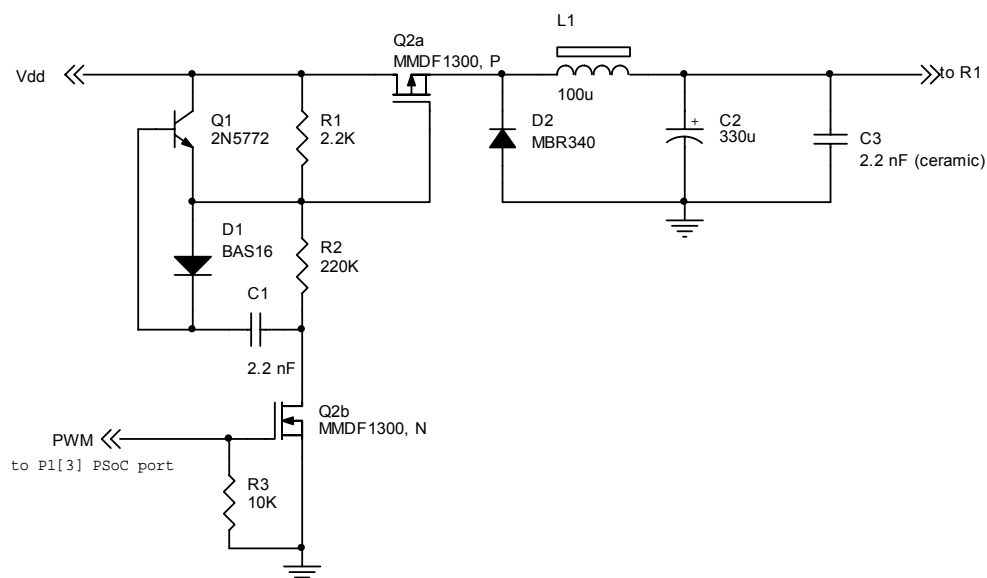 L1
Q2a
MMDF1300, P
Vdd
to R1
100u
Q1
2N5772
R1
2.2K
D2
MBR340
+
C2
330u
C3
2.2 nF (ceramic)
D1
BAS16
R2
220K
C1
2.2 nF
Q2b
MMDF1300, N
PWM
to P1[3] PSoC port
R3
10K